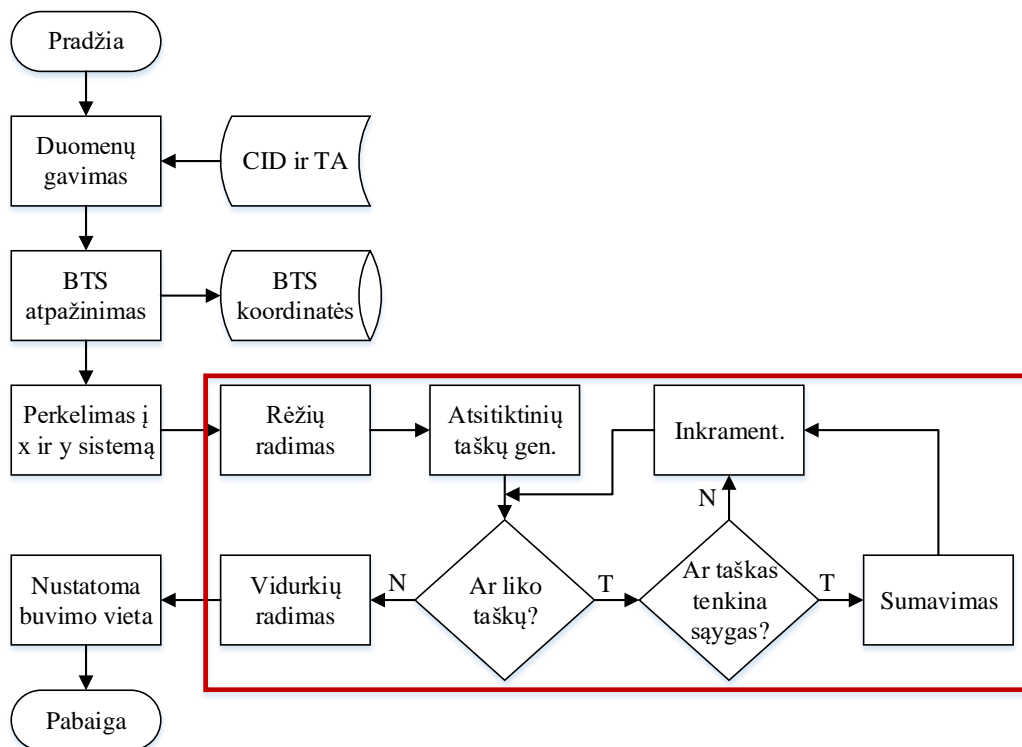 Pradžia
Duomenų
gavimas
CID ir TA
BTS
atpažinimas
BTS
koordinatės
Perkelimas į
x ir y sistemą
Rėžių
radimas
Atsitiktinių
taškų gen.
Inkrament.
N
Nustatoma
buvimo vieta
Vidurkių
radimas
N
Ar liko
taškų?
T
Ar taškas
tenkina
sąygas?
T
Sumavimas
Pabaiga